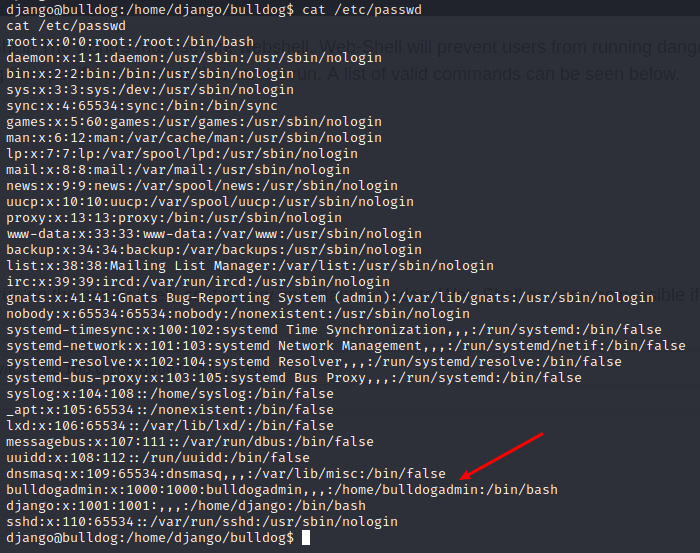 django@bulldog:/home/django/bulldog$ cat /etc/passwd
cat /etc/passwd
root:x:0:0:root:/root:/bin/bash
daemon:x:1:1:daemon:/usr/sbin:/usr/sbin/nologin
bin:x:2:2:bin:/bin:/usr/sbin/nologin
sys:x:3:3:sys:/dev:/usr/sbin/nologin
sync:x:4:65534:sync:/bin:/bin/sync
games:x:5:60:games:/usr/games:/usr/sbin/nologin
man:x:6:12:man:/var/cache/man:/usr/sbin/nologin
lp:x:7:7:lp:/var/spool/lpd:/usr/sbin/nologin
mail:x:8:8:mail:/var/mail:/usr/sbin/nologin
news:x:9:9:news:/var/spool/news:/usr/sbin/nologin
uucp:x:10:10:uucp:/var/spool/uucp:/usr/sbin/nologin
proxy:x:13:13:proxy:/bin:/usr/sbin/nologin
www-data:x:33:33:www-data:/var/www:/usr/sbin/nologin
backup:x:34:34:backup:/var/backups:/usr/sbin/nologin
list:x:38:38:Mailing List Manager:/var/list:/usr/sbin/nologin
irc:x:39:39:ircd:/var/run/ircd:/usr/sbin/nologin
gnats:x:41:41:Gnats Bug-Reporting System (admin):/var/lib/gnats:/usr/sbin/nologin
nobody:x:65534:65534:nobody:/nonexistent:/usr/sbin/nologin
systemd-timesync:x:100:102:systemd Time Synchronization,,,:/run/systemd:/bin/false
systemd-network:x:101:103:systemd Network Management,,,:/run/systemd/netif:/bin/false
systemd-resolve:x:102:104:systemd Resolver,,,:/run/systemd/resolve:/bin/false
systemd-bus-proxy:x:103:105:systemd Bus Proxy,,,:/run/systemd:/bin/false
syslog:x:104:108::/home/syslog:/bin/false
_apt:x:105:65534::/nonexistent:/bin/false
lxd:x:106:65534::/var/lib/lxd/:/bin/false
messagebus:x:107:111::/var/run/dbus:/bin/false
uuidd:x:108:112::/run/uuidd:/bin/false
dnsmasq:x:109:65534:dnsmasq,,,:/var/lib/misc:/bin/false
bulldogadmin:x:1000:1000:bulldogadmin,,,:/home/bulldogadmin:/bin/bash
django:x:1001:1001:,,,:/home/django:/bin/bash
sshd:x:110:65534::/var/run/sshd:/usr/sbin/nologin
django@bulldog:/home/django/bulldog$